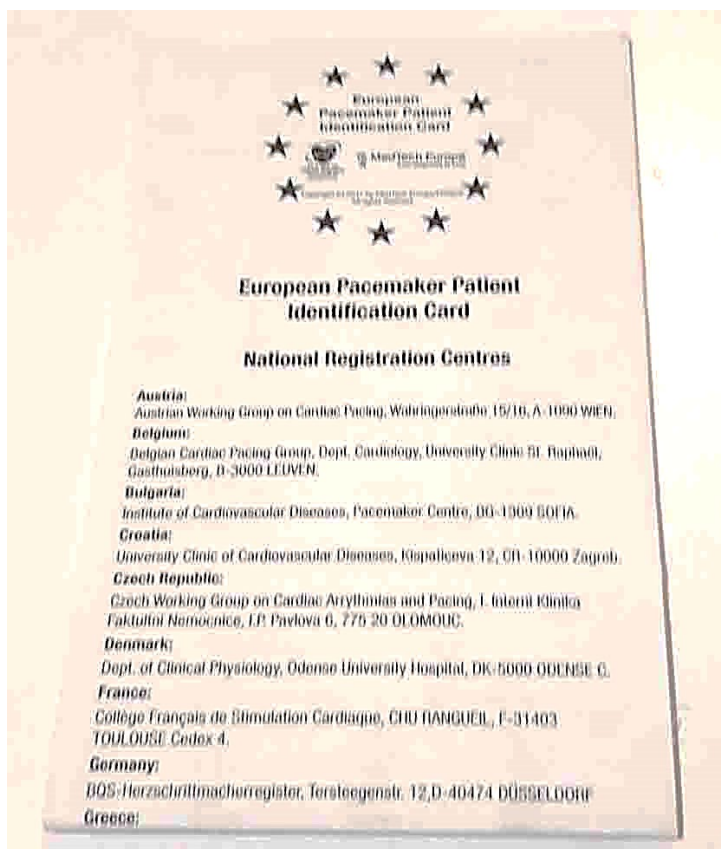 European
Pacemaker Patient
Identification Card
MedTech Europe
European Pacemaker Patient
Identification Card
National Registration Centres
Austria:
Austrian Working Group on Cardiac Pacing, Währingerstraße 15/16, A-1090 WIEN.
Belgium:
Belgian Cardiac Pacing Group, Dept. Cardiology, University Clinic St. Raphaël,
Gasthuisberg, B-3000 LEUVEN.
Bulgaria:
Institute of Cardiovascular Diseases, Pacemaker Centre, BG-1309 SOFIA.
Croatia:
University Clinic of Cardiovascular Diseases, Kispaticeva 12, CR-10000 Zagreb.
Czech Republic:
Czech Working Group on Cardiac Arrythmias and Pacing, I. Interni Klinika
Fakultni Nemocnice, I.P. Pavlova 6, 775 20 OLOMOUC.
Denmark:
Dept. of Clinical Physiology, Odense University Hospital, DK-5000 ODENSE C.
France:
Collège Français de Stimulation Cardiaque, CHU RANGUEIL, F-31403
TOULOUSE Cedex 4.
Germany:
BQS-Herzschrittmacherregister, Tersteegenstr. 12,D-40474 DÜSSELDORF
Greece: